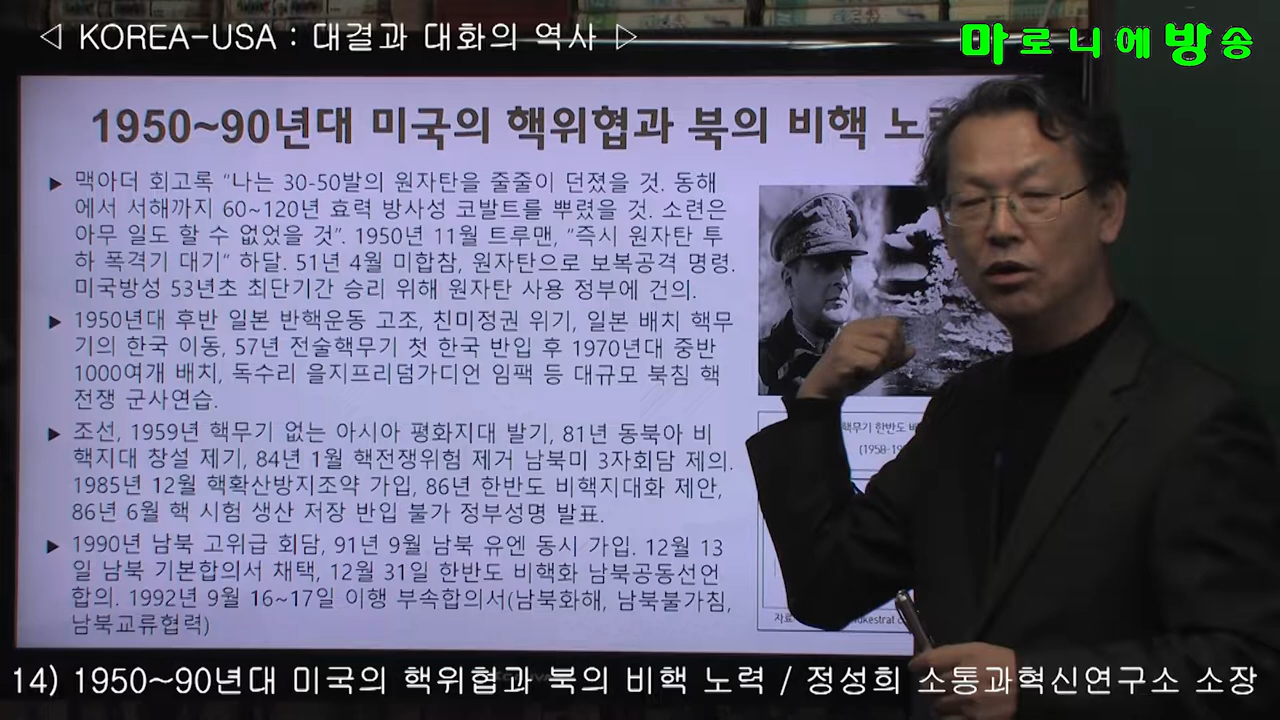 ◁ KOREA-USA : 대결과 대화의 역사 ▷
마로니에방송
1950~90년대 미국의 핵위협과 북의 비핵
▶ 맥아더 회고록 "나는 30-50발의 원자탄을 줄줄이 던졌을 것. 동해
에서 서해까지 60~120년 효력 방사성 코발트를 뿌렸을 것. 소련은
아무 일도 할 수 없었을 것". 1950년 11월 트루맨, "즉시 원자탄 투
하 폭격기 대기" 하달. 51년 4월 미합참, 원자탄으로 보복공격 명령.
미국방성 53년초 최단기간 승리 위해 원자탄 사용 정부에 건의.
▶ 1950년대 후반 일본 반핵운동 고조, 친미정권 위기, 일본 배치 핵무
기의 한국 이동, 57년 전술핵무기 첫 한국 반입 후 1970년대 중반
1000여개 배치, 독수리 을지프리덤가디언 임팩 등 대규모 북침 핵
전쟁 군사연습.
▶ 조선, 1959년 핵무기 없는 아시아 평화지대 발기, 81년 동북아 비
핵지대 창설 제기, 84년 1월 핵전쟁위험 제거 남북미 3자회담 제의.
1985년 12월 핵확산방지조약 가입, 86년 한반도 비핵지대화 제안,
86년 6월 핵 시험 생산 저장 반입 불가 정부성명 발표.
▶ 1990년 남북 고위급 회담, 91년 9월 남북 유엔 동시 가입. 12월 13
일 남북 기본합의서 채택, 12월 31일 한반도 비핵화 남북공동선언
합의. 1992년 9월 16~17일 이행 부속합의서(남북화해, 남북불가침,
남북교류협력)
핵무기 한반도
(1958-19
자료
14) 1950~90년대 미국의 핵위협과 북의 비핵 노력 / 정성희 소통과혁신연구소 소장